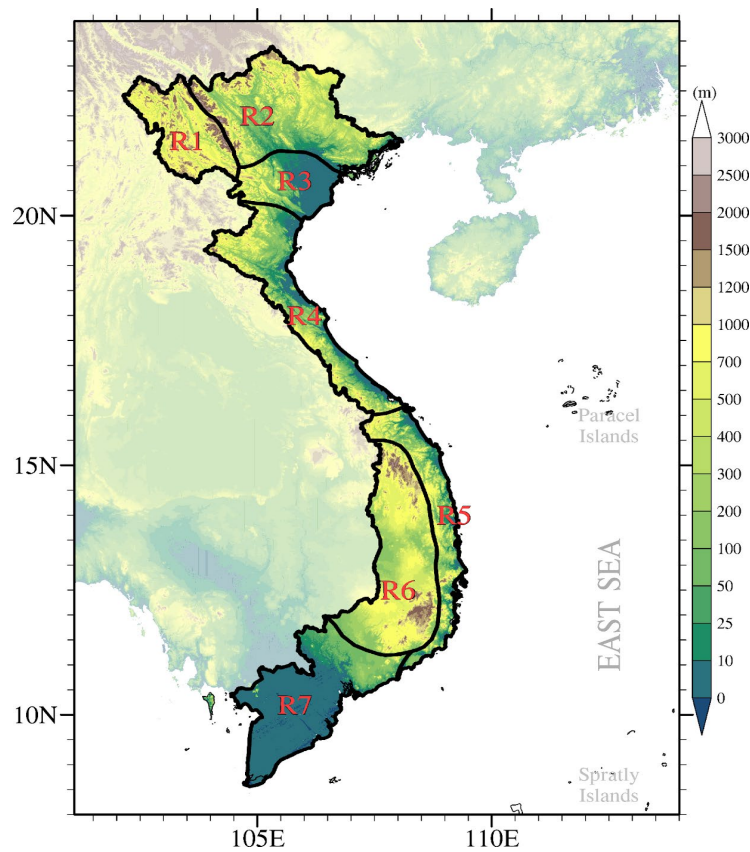 (m)
3000
2500
2000
1500
1200
1000
700
500
400
300
200
100
50
25
10
0
20N
15N
10N
105E
110E
R1
R2
R3
R4
R5
R6
R7
Paracel
Islands
EAST SEA
Spratly
Islands